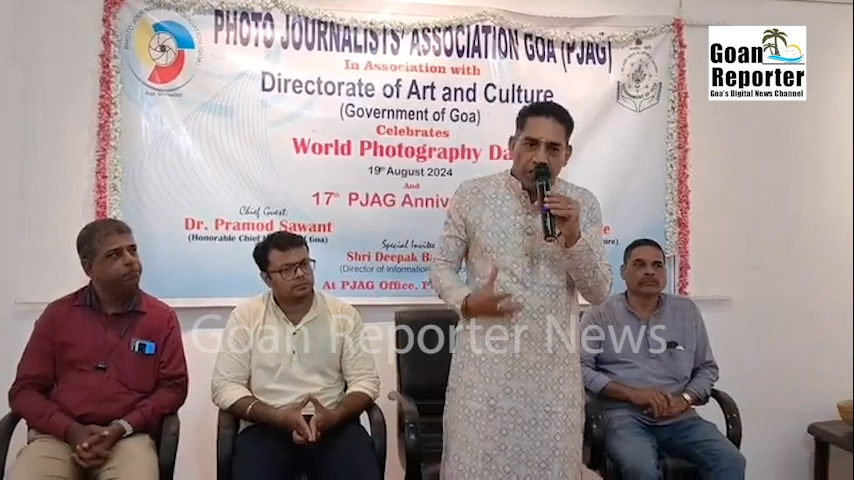 PHOTO JOURNALISTS' ASSOCIATION GOA (PJAG)
In Association with
Directorate of Art and Culture
(Government of Goa)
Celebrates
World Photography Da
19th August 2024
And
17th PJAG Anniv
Chief Guest
Dr. Pramod Sawant
(Honorable Chief
Goa)
Special Invitee
Shri Deepak
(Director of Information
At PJAG Office, P
Goan
Reporter
Goa's Digital News Channel
Goan Reporter News